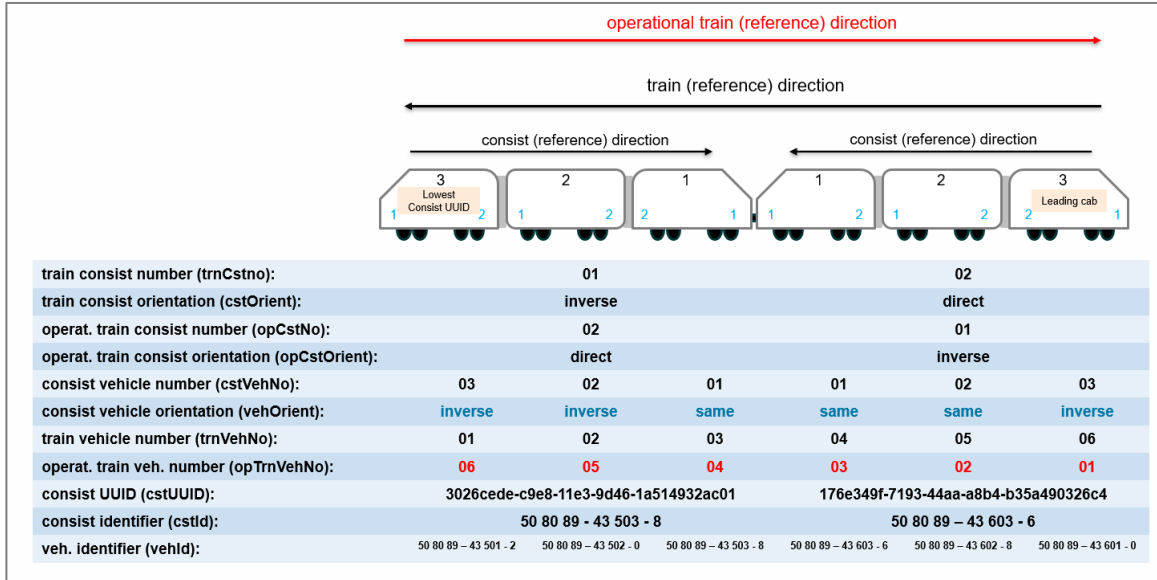 operational train (reference) direction
train (reference) direction
consist (reference) direction consist (reference) direction
3 2 1 1 2 3
Lowest
Consist UUID
Leading cab
1 2 1 2 2 1 1 2 1 2 2 1
train consist number (trnCstno): 01 02
train consist orientation (cstOrient): inverse direct
operat. train consist number (opCstNo): 02 01
operat. train consist orientation (opCstOrient): direct inverse
consist vehicle number (cstVehNo): 03 02 01 01 02 03
consist vehicle orientation (vehOrient): inverse inverse same same same inverse
train vehicle number (trnVehNo): 01 02 03 04 05 06
operat. train veh. number (opTrnVehNo): 06 05 04 03 02 01
consist UUID (cstUUID): 3026cede-c9e8-11e3-9d46-1a514932ac01 176e349f-7193-44aa-a8b4-b35a490326c4
consist identifier (cstId): 50 80 89 - 43 503 - 8 50 80 89 – 43 603 - 6
veh. identifier (vehId): 50 80 89 – 43 501 - 2 50 80 89 – 43 502 - 0 50 80 89 – 43 503 - 8 50 80 89 – 43 603 - 6 50 80 89 – 43 602 - 8 50 80 89 – 43 601 - 0